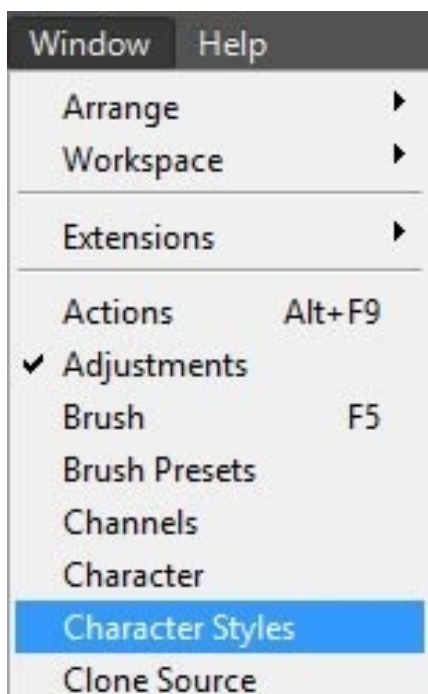 Window Help
Arrange
Workspace
Extensions
Actions Alt+F9
Adjustments
Brush F5
Brush Presets
Channels
Character
Character Styles
Clone Source